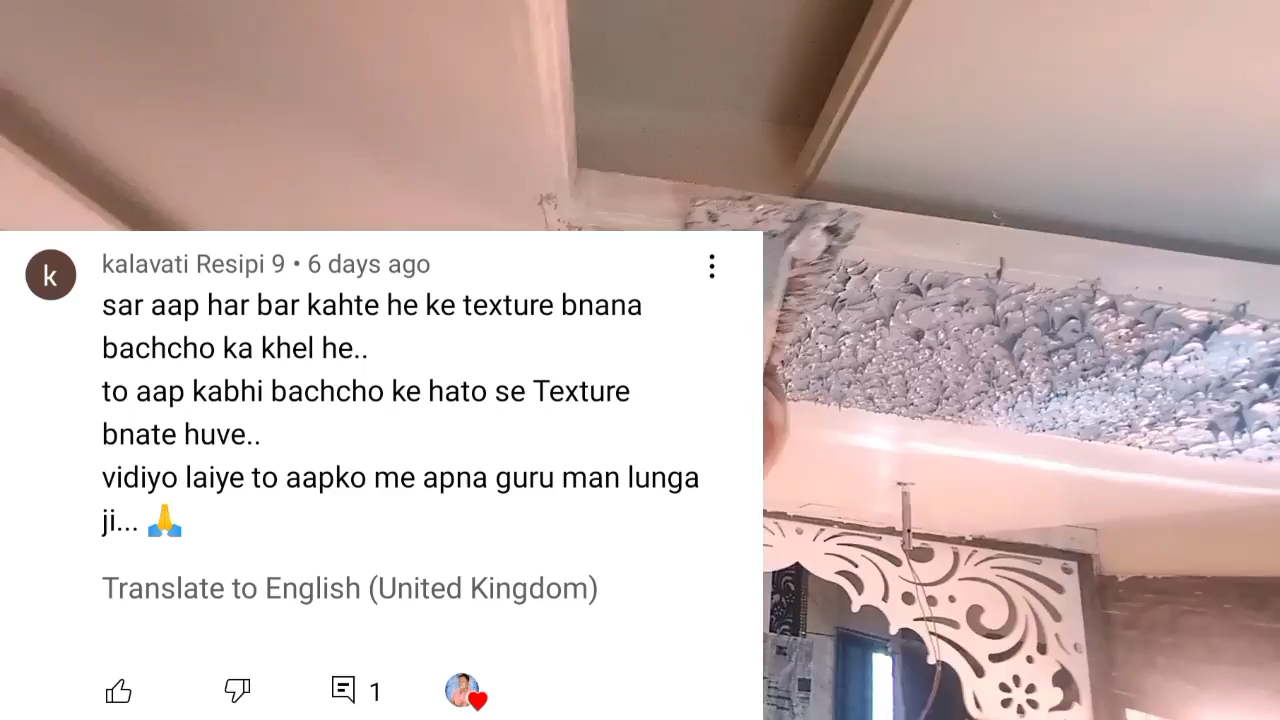 k
kalavati Resipi 9 • 6 days ago
sar aap har bar kahte he ke texture bnana
bachcho ka khel he..
to aap kabhi bachcho ke hato se Texture
bnate huve..
vidiyo laiye to aapko me apna guru man lunga
ji... 🙏
Translate to English (United Kingdom)
1